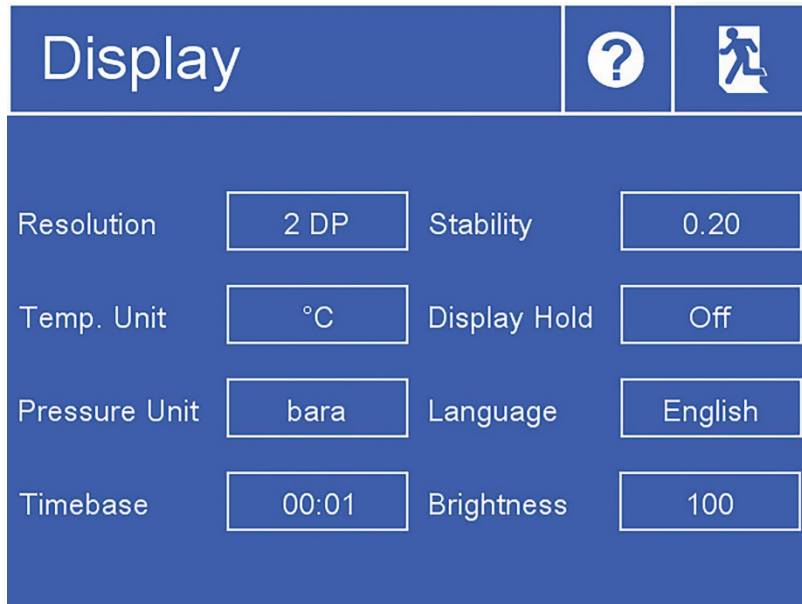 Display
?
Resolution 2 DP Stability 0.20
Temp. Unit °C Display Hold Off
Pressure Unit bara Language English
Timebase 00:01 Brightness 100